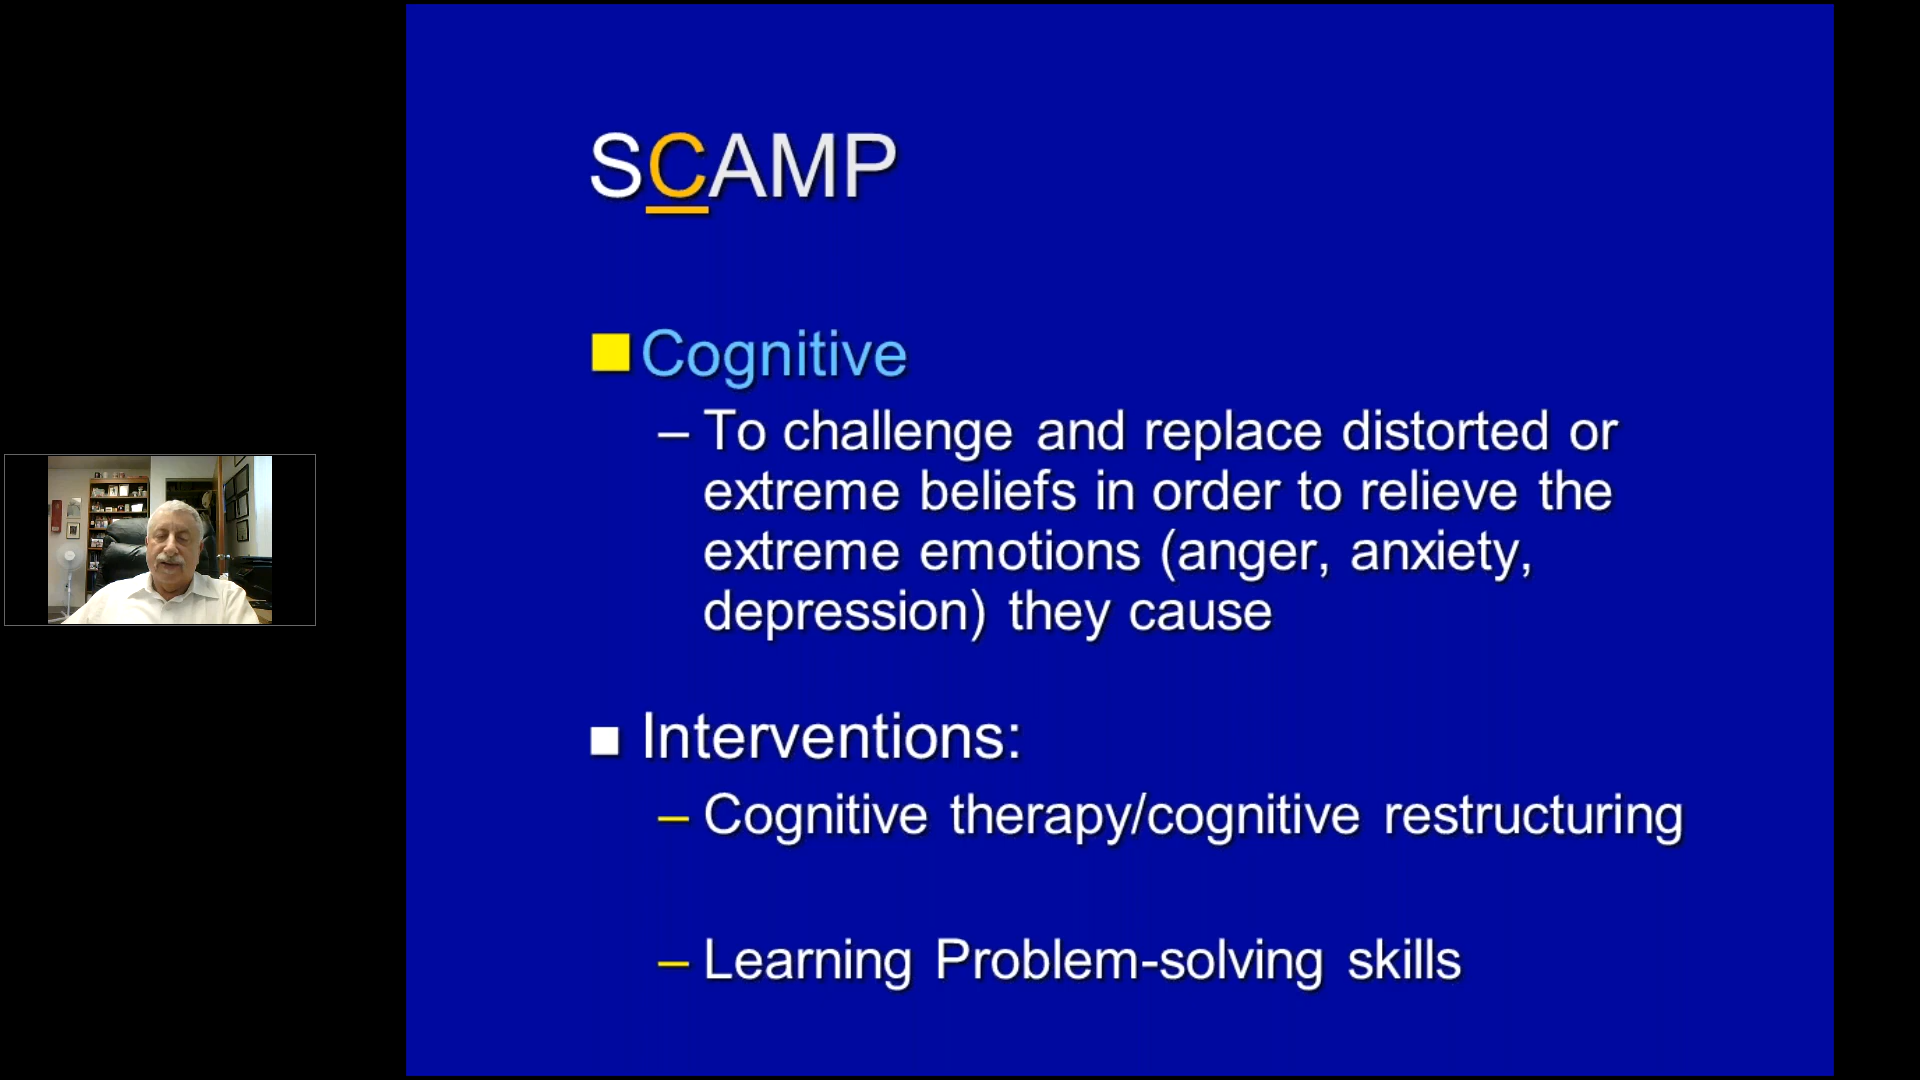 SCAMP
Cognitive
– To challenge and replace distorted or
extreme beliefs in order to relieve the
extreme emotions (anger, anxiety,
depression) they cause
Interventions:
– Cognitive therapy/cognitive restructuring
– Learning Problem-solving skills